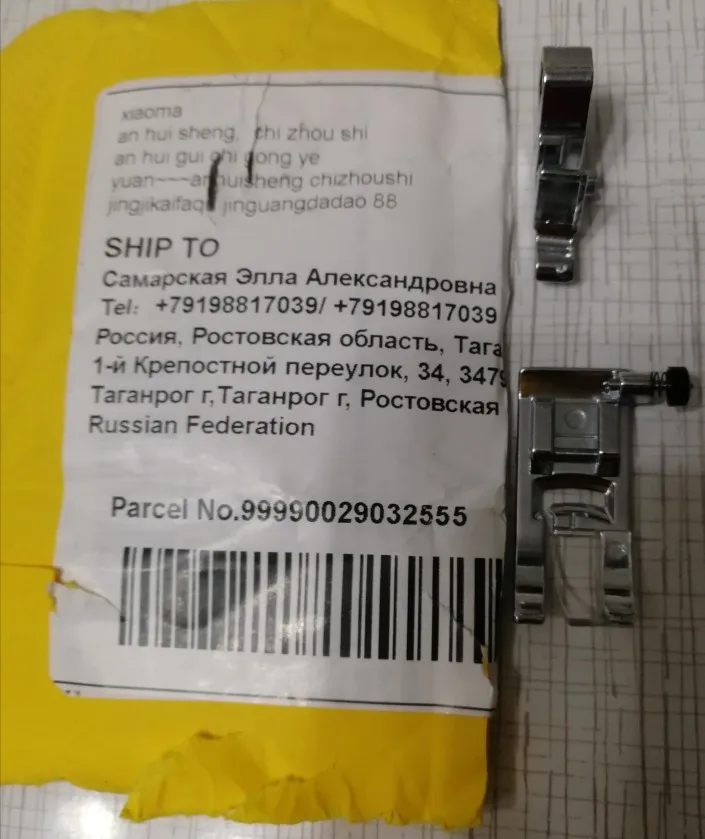 xiaoma
an hui sheng, chi zhou shi
an hui gui chi gong ye
yuan~~~anhuisheng chizhoushi
jingjikaifaqu jinguangdadao 88
SHIP TO
Самарская Элла Александровна
Tel: +79198817039/ +79198817039
Россия, Ростовская область, Тага
1-й Крепостной переулок, 34, 3479
Таганрог г,Таганрог г, Ростовская
Russian Federation
Parcel No.99990029032555